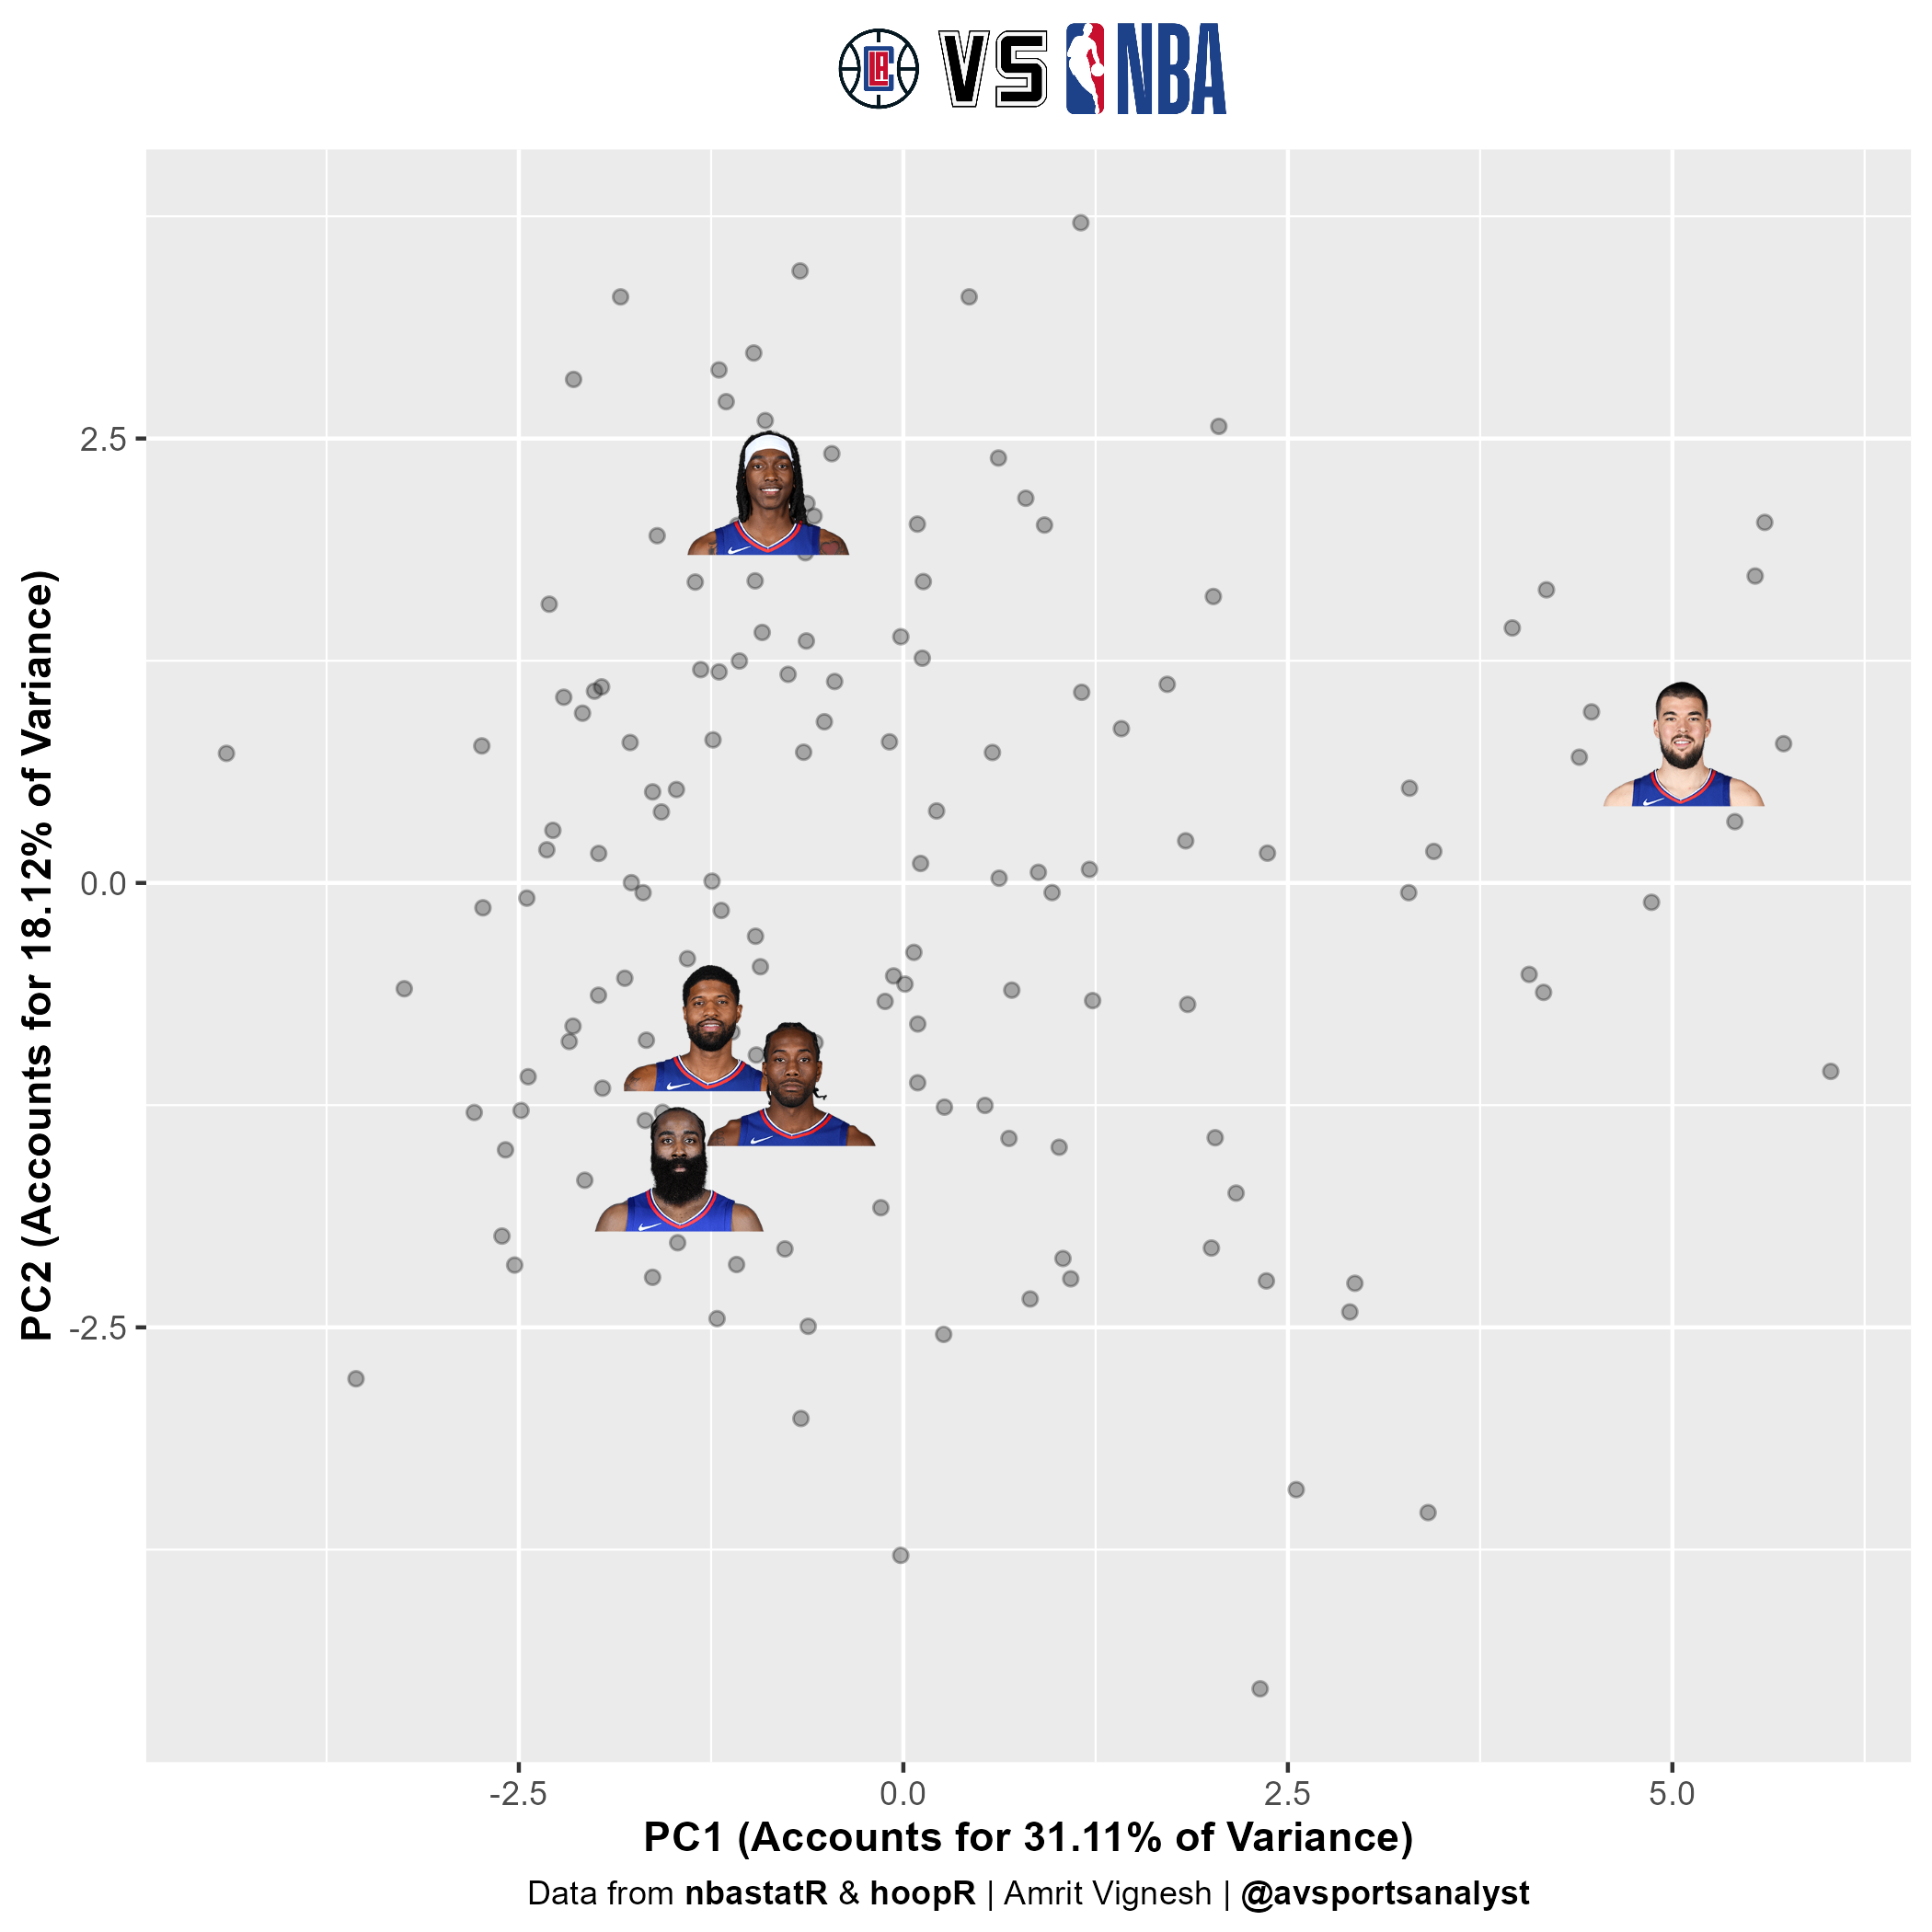 LAC VS NBA
PC2 (Accounts for 18.12% of Variance)
2.5
0.0
-2.5
-2.5 0.0 2.5 5.0
PC1 (Accounts for 31.11% of Variance)
Data from nbastatR & hoopR | Amrit Vignesh | @avsportsanalyst